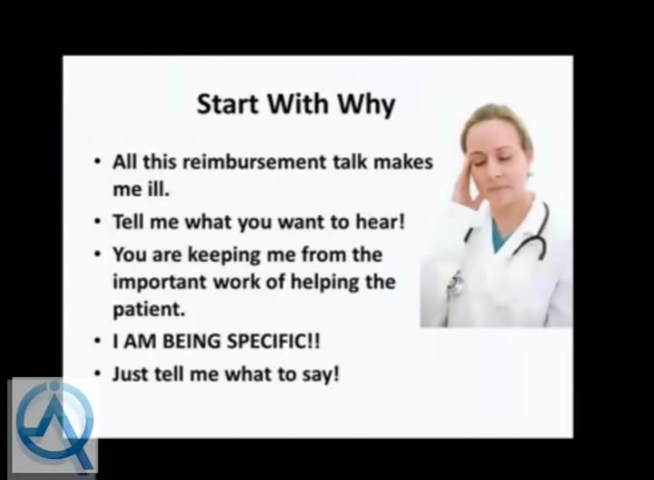 Start With Why
• All this reimbursement talk makes
me ill.
• Tell me what you want to hear!
• You are keeping me from the
important work of helping the
patient.
• I AM BEING SPECIFIC!!
• Just tell me what to say!